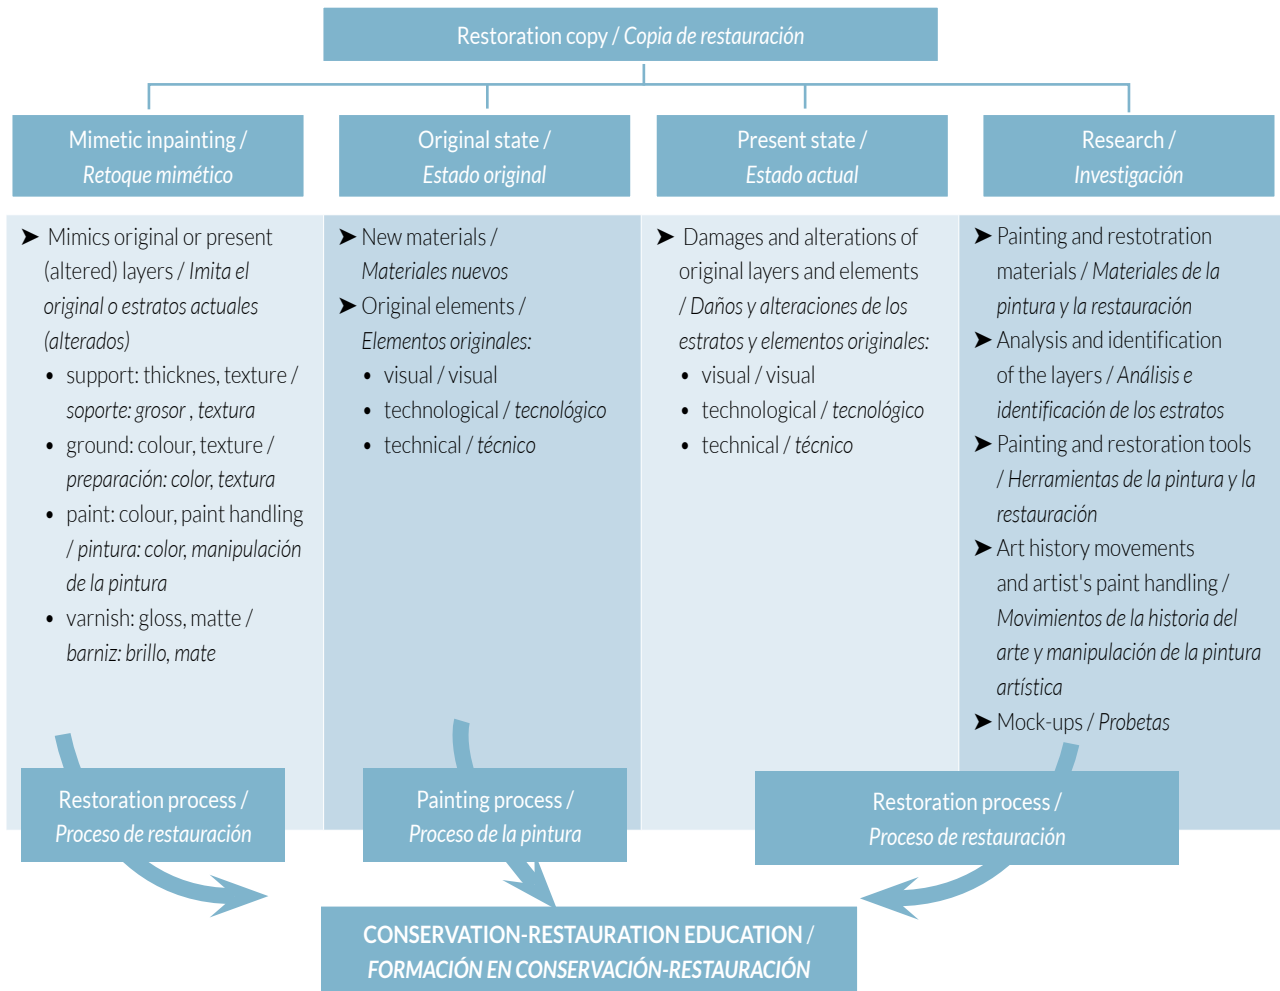 Restoration copy / Copia de restauración
Mimetic inpainting /
Retoque mimético
Original state /
Estado original
Present state /
Estado actual
Research /
Investigación
➤ Mimics original or present
(altered) layers / Imita el
original o estratos actuales
(alterados)
• support: thicknes, texture /
soporte: grosor , textura
• ground: colour, texture /
preparación: color, textura
• paint: colour, paint handling
/ pintura: color, manipulación
de la pintura
• varnish: gloss, matte /
barniz: brillo, mate
➤ New materials /
Materiales nuevos
➤ Original elements /
Elementos originales:
• visual / visual
• technological / tecnológico
• technical / técnico
➤ Damages and alterations of
original layers and elements
/ Daños y alteraciones de los
estratos y elementos originales:
• visual / visual
• technological / tecnológico
• technical / técnico
➤ Painting and restotration
materials / Materiales de la
pintura y la restauración
➤ Analysis and identification
of the layers / Análisis e
identificación de los estratos
➤ Painting and restoration tools
/ Herramientas de la pintura y la
restauración
➤ Art history movements
and artist's paint handling /
Movimientos de la historia del
arte y manipulación de la pintura
artística
➤ Mock-ups / Probetas
Restoration process /
Proceso de restauración
Painting process /
Proceso de la pintura
Restoration process /
Proceso de restauración
CONSERVATION-RESTAURATION EDUCATION /
FORMACIÓN EN CONSERVACIÓN-RESTAURACIÓN